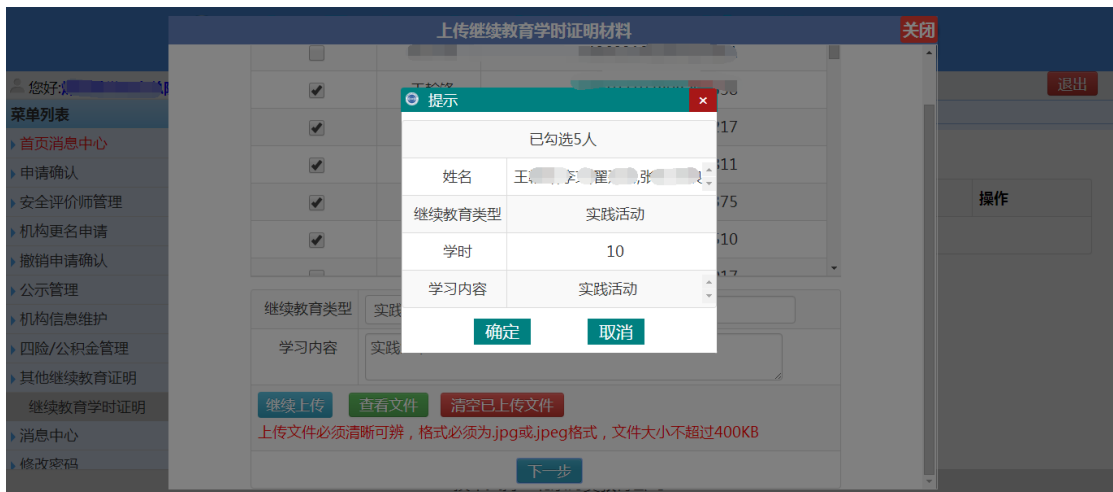 上传继续教育学时证明材料
关闭
您好:
退出
菜单列表
首页消息中心
申请确认
安全评价师管理
机构更名申请
撤销申请确认
公示管理
机构信息维护
四险/公积金管理
其他继续教育证明
继续教育学时证明
消息中心
修改密码
217
311
375
510
操作
提示
×
已勾选5人
姓名
继续教育类型 实践活动
学时 10
学习内容 实践活动
确定 取消
继续教育类型 实践
学习内容 实践
继续上传 查看文件 清空已上传文件
上传文件必须清晰可辨，格式必须为.jpg或.jpeg格式，文件大小不超过400KB
下一步